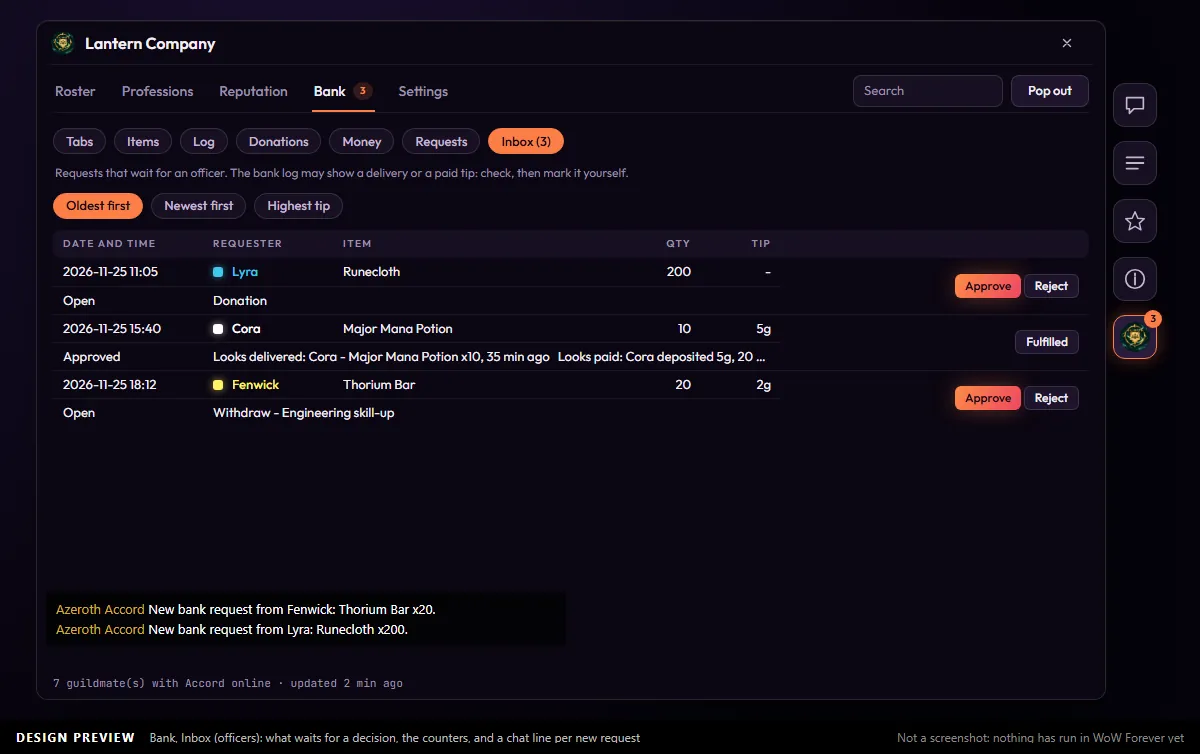 Lantern Company
Roster Professions Reputation Bank 3 Settings Search Pop out
Tabs Items Log Donations Money Requests Inbox (3)
Requests that wait for an officer. The bank log may show a delivery or a paid tip: check, then mark it yourself.
Oldest first Newest first Highest tip
DATE AND TIME REQUESTER ITEM QTY TIP
2026-11-25 11:05 Lyra Runecloth 200 -
Approve Reject
Open Donation
2026-11-25 15:40 Cora Major Mana Potion 10 5g
Fulfilled
Approved Looks delivered: Cora - Major Mana Potion x10, 35 min ago Looks paid: Cora deposited 5g, 20 ...
2026-11-25 18:12 Fenwick Thorium Bar 20 2g
Approve Reject
Open Withdraw - Engineering skill-up
3
Azeroth Accord New bank request from Fenwick: Thorium Bar x20.
Azeroth Accord New bank request from Lyra: Runecloth x200.
7 guildmate(s) with Accord online · updated 2 min ago
DESIGN PREVIEW Bank, Inbox (officers): what waits for a decision, the counters, and a chat line per new request Not a screenshot: nothing has run in WoW Forever yet